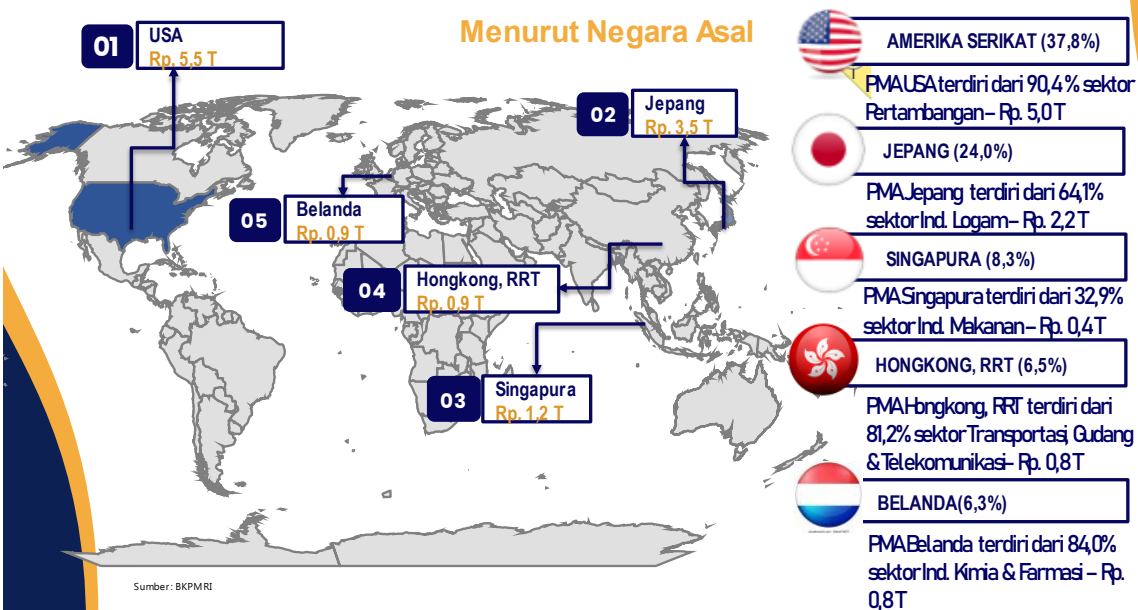 Menurut Negara Asal
01
USA
Rp. 5,5 T
02
Jepang
Rp. 3,5 T
05
Belanda
Rp. 0,9 T
04
Hongkong, RRT
Rp. 0,9 T
03
Singapura
Rp. 1,2 T
Sumber: BKPMRI
AMERIKA SERIKAT (37,8%)
PMA USA terdiri dari 90,4% sektor
Pertambangan – Rp. 5,0 T
JEPANG (24,0%)
PMA Jepang terdiri dari 64,1%
sektor Ind. Logam – Rp. 2,2 T
SINGAPURA (8,3%)
PMA Singapura terdiri dari 32,9%
sektor Ind. Makanan – Rp. 0,4 T
HONGKONG, RRT (6,5%)
PMA Hongkong, RRT terdiri dari
81,2% sektor Transportasi, Gudang
& Telekomunikasi – Rp. 0,8 T
BELANDA(6,3%)
PMA Belanda terdiri dari 84,0%
sektor Ind. Kimia & Farmasi – Rp.
0,8 T